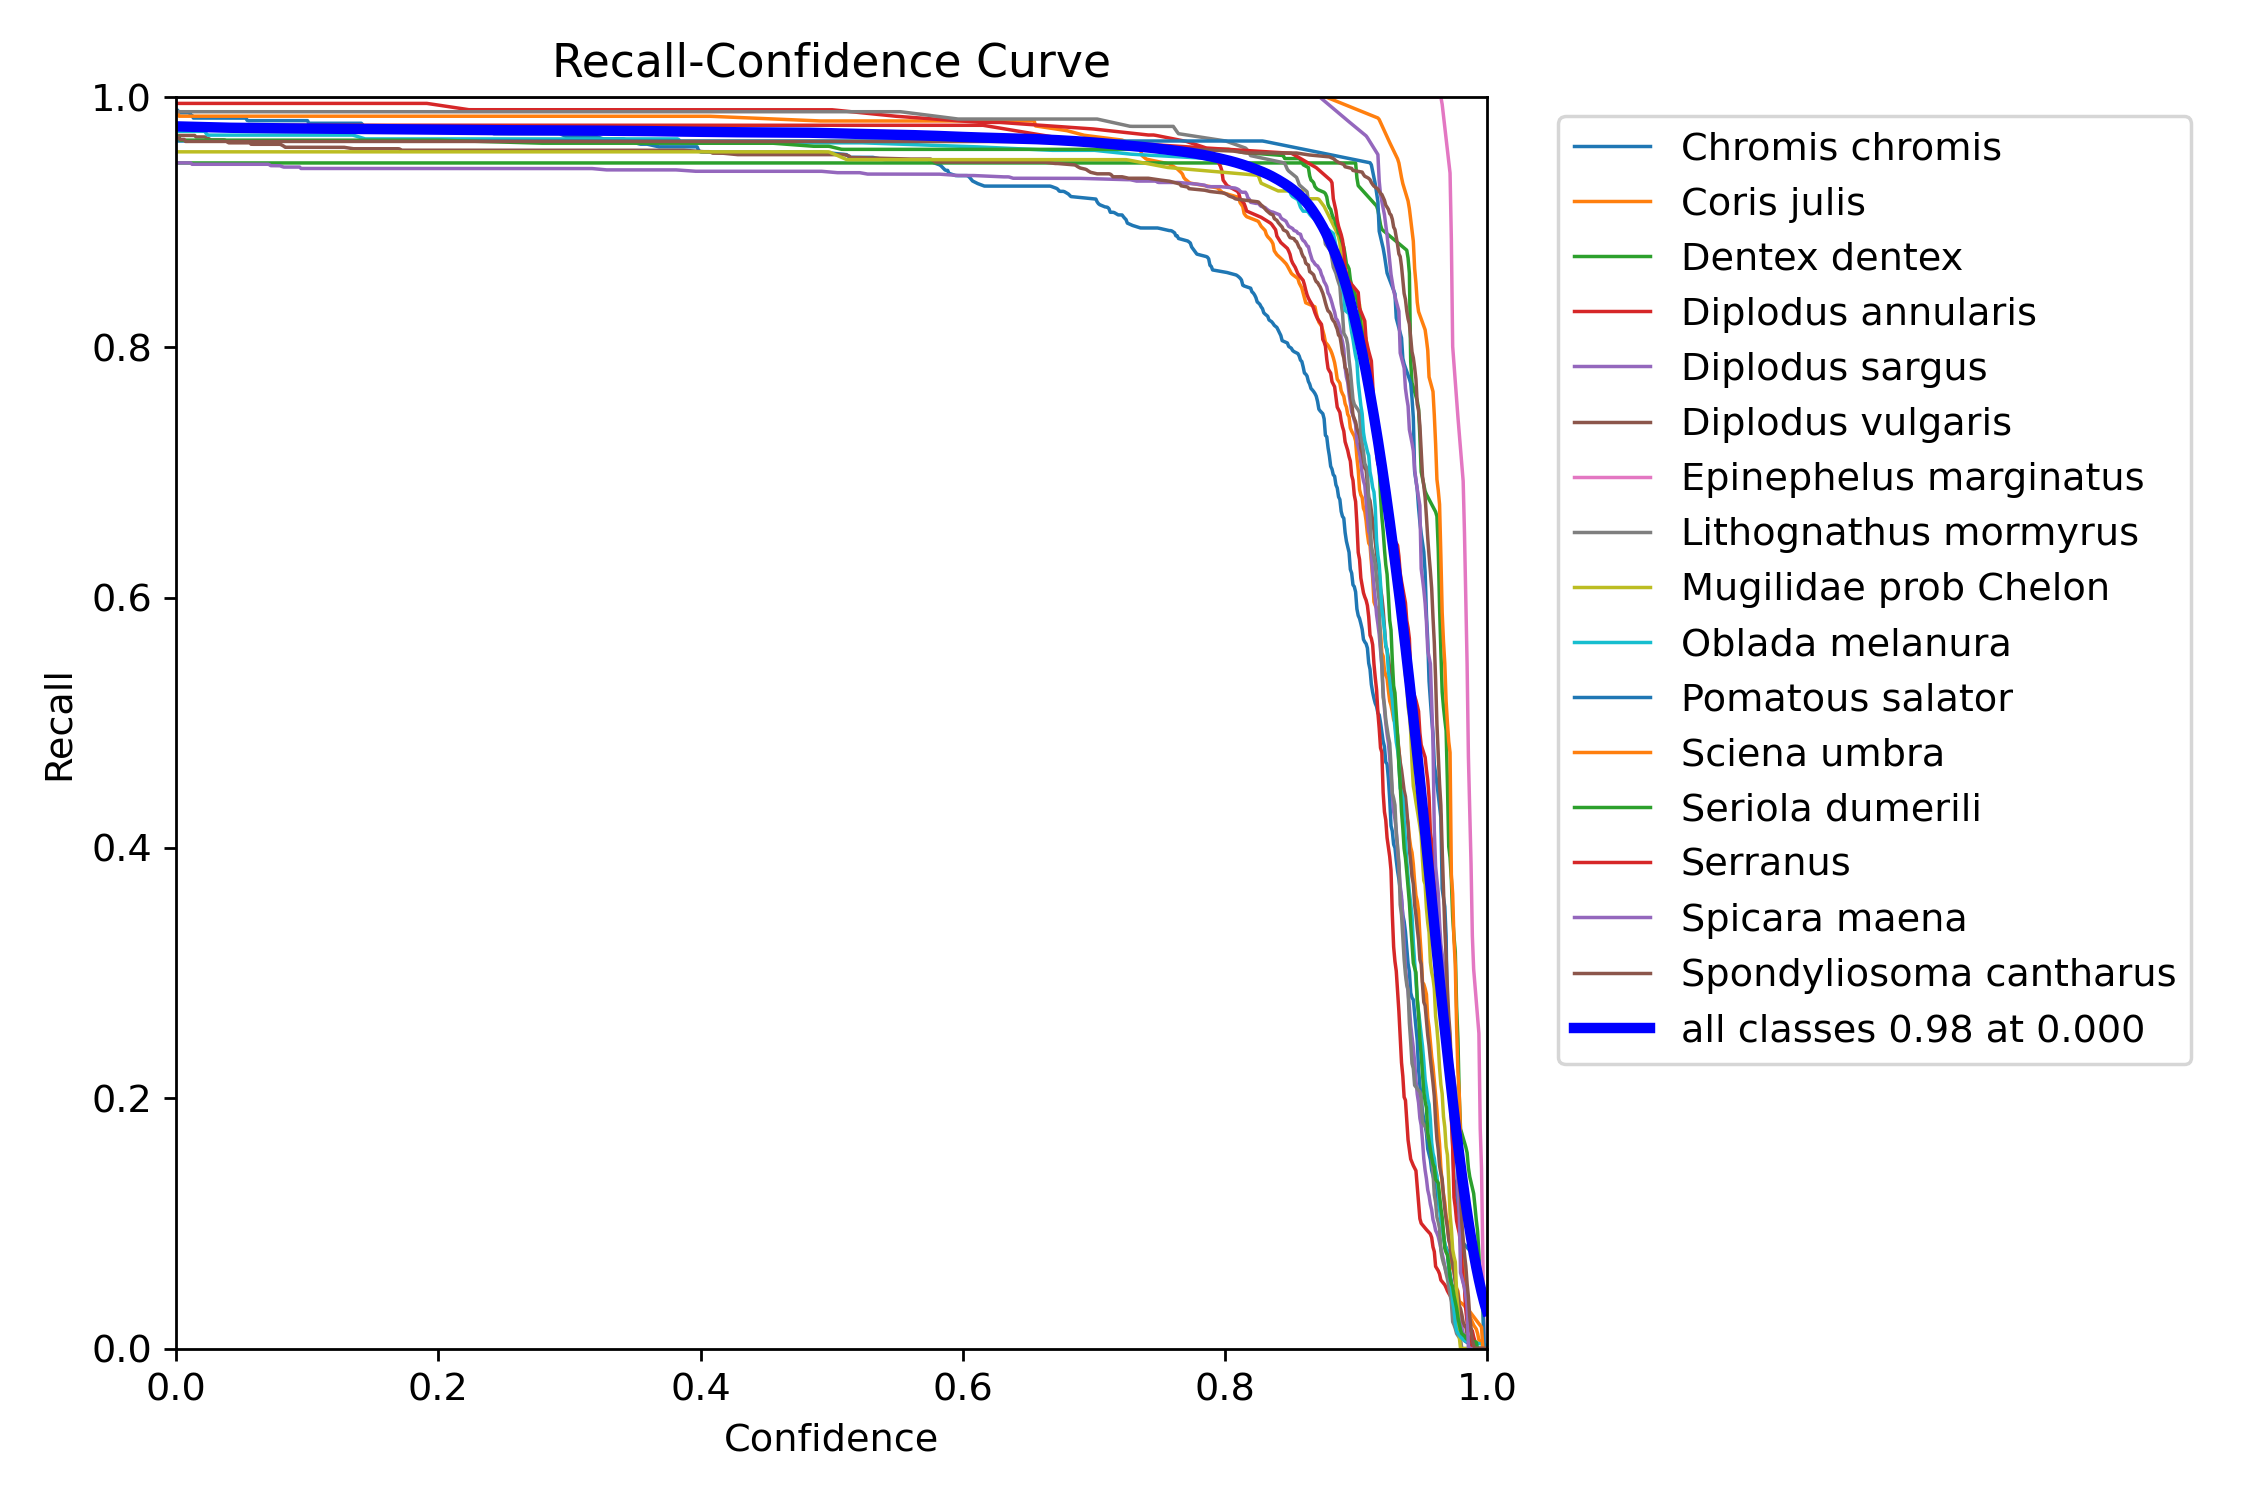 Recall-Confidence Curve
1.0
0.8
0.6
0.4
0.2
0.0
Recall
0.0 0.2 0.4 0.6 0.8 1.0
Confidence
Chromis chromis
Coris julis
Dentex dentex
Diplodus annularis
Diplodus sargus
Diplodus vulgaris
Epinephelus marginatus
Lithognathus mormyrus
Mugilidae prob Chelon
Oblada melanura
Pomatous salator
Sciena umbra
Seriola dumerili
Serranus
Spicara maena
Spondyliosoma cantharus
all classes 0.98 at 0.000